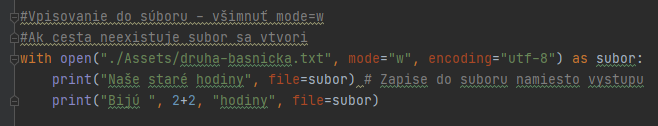 #Vpisovanie do súboru – všimnuť mode=w
#Ak cesta neexistuje subor sa vtvori
with open("./Assets/druha-basnicka.txt", mode="w", encoding="utf-8") as subor:
    print("Naše staré hodiny", file=subor) # Zapise do suboru namiesto vystupu
    print("Bijú ", 2+2, "hodiny", file=subor)